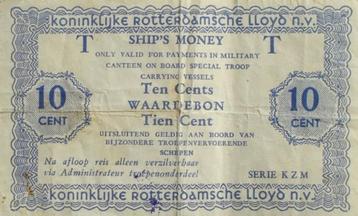 koninklijke rotterdamsche lloyd n.v.
T SHIP'S MONEY T
ONLY VALID FOR PAYMENTS IN MILITARY
CANTEEN ON BOARD SPECIAL TROOP
CARRYING VESSELS
Ten Cents
WAARDEBON
Tien Cent
10 CENT
10 CENT
UITSLUITEND GELDIG AAN BOORD VAN
BIJZONDERE TROEPENVERVOERENDE
SCHEPEN
Na afloop reis alleen verzilverbaar
via Administrateur troepenonderdeel SERIE K Z M
koninklijke rotterdamsche lloyd n.v.